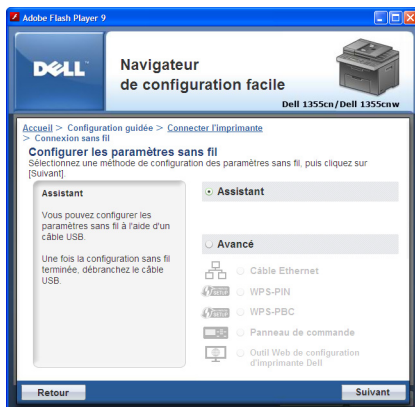 Adobe Flash Player 9
DELL
Navigateur
de configuration facile
Dell 1355cn/Dell 1355cnw
Accueil > Configuration guidée > Connecter l'imprimante
> Connexion sans fil
Configurer les paramètres sans fil
Sélectionnez une méthode de configuration des paramètres sans fil, puis cliquez sur
[Suivant].
Assistant
Vous pouvez configurer les
paramètres sans fil à l'aide d'un
câble USB.
Une fois la configuration sans fil
terminée, débranchez le câble
USB.
Assistant
Avancé
Câble Ethernet
WPS-PIN
WPS-PBC
Panneau de commande
Outil Web de configuration
d'imprimante Dell
Retour
Suivant